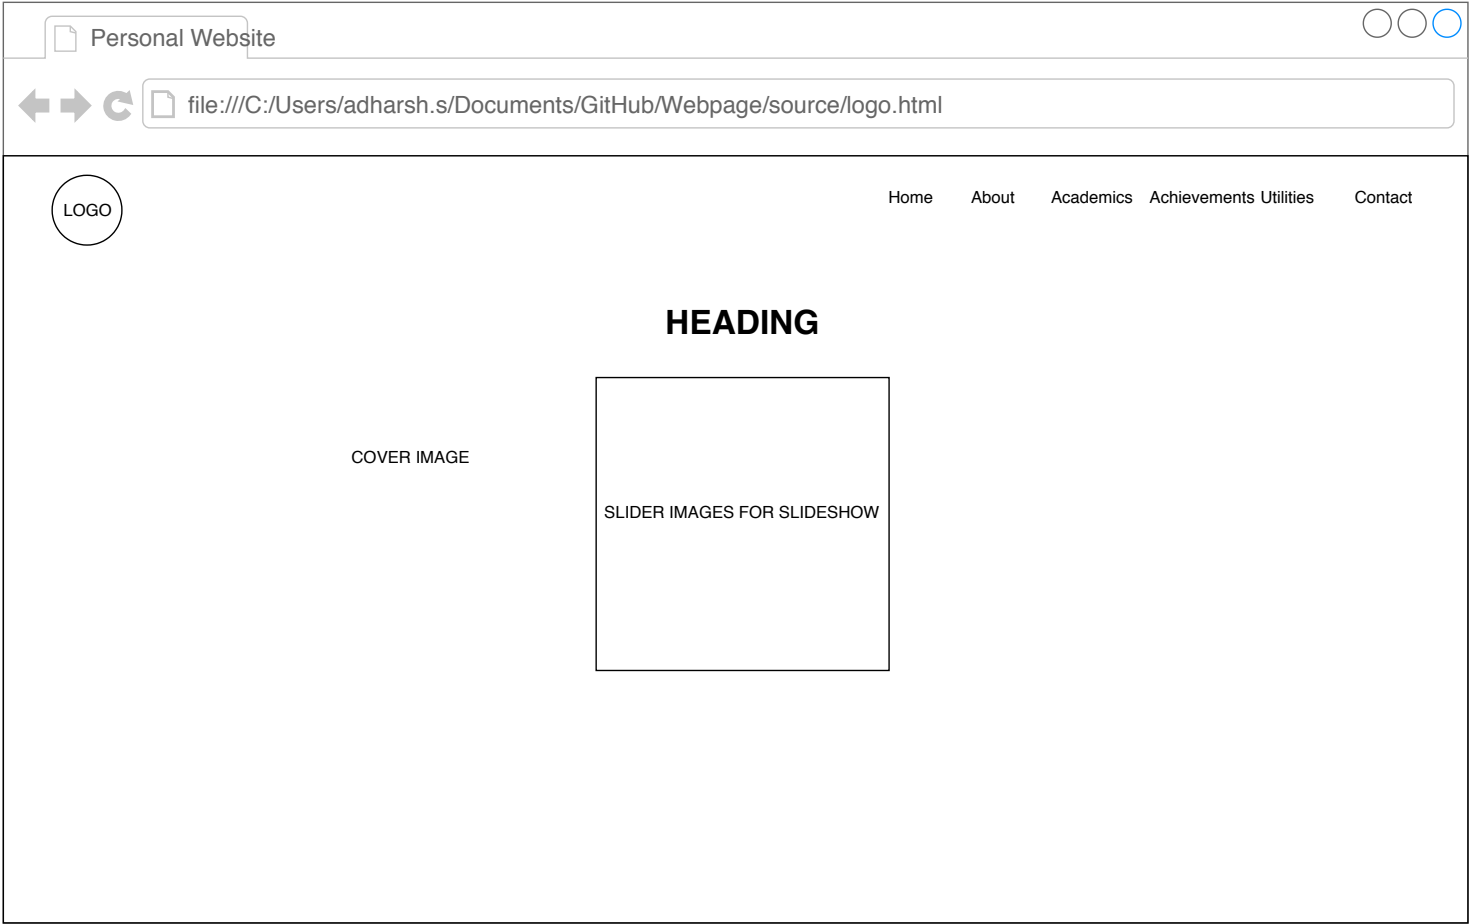 Personal Website
file:///C:/Users/adharsh.s/Documents/GitHub/Webpage/source/logo.html
LOGO
Home About Academics Achievements Utilities Contact
HEADING
COVER IMAGE
SLIDER IMAGES FOR SLIDESHOW